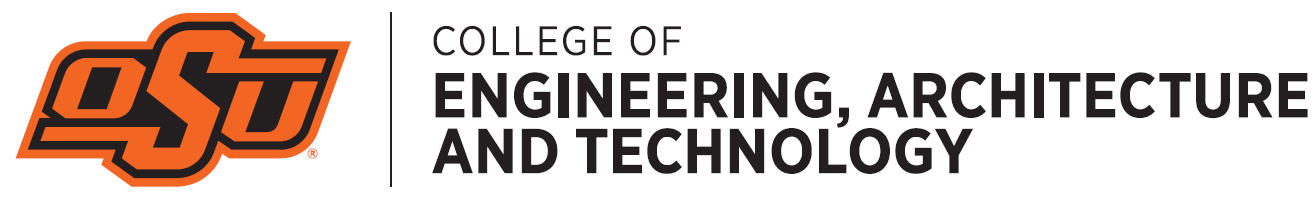 OSU
®
COLLEGE OF
ENGINEERING, ARCHITECTURE
AND TECHNOLOGY